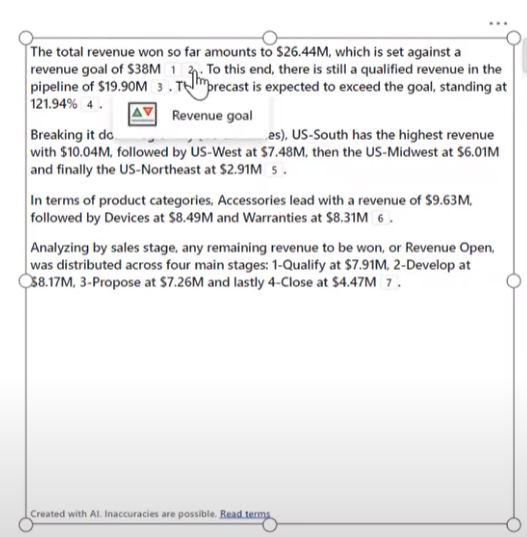 The total revenue won so far amounts to $26.44M, which is set against a
revenue goal of $38M 1 2. To this end, there is still a qualified revenue in the
pipeline of $19.90M 3. forecast is expected to exceed the goal, standing at
121.94% 4.
Revenue goal
Breaking it es), US-South has the highest revenue
with $10.04M, followed by US-West at $7.48M, then the US-Midwest at $6.01M
and finally the US-Northeast at $2.91M 5.
In terms of product categories, Accessories lead with a revenue of $9.63M,
followed by Devices at $8.49M and Warranties at $8.31M 6.
Analyzing by sales stage, any remaining revenue to be won, or Revenue Open,
was distributed across four main stages: 1-Qualify at $7.91M, 2-Develop at
$8.17M, 3-Propose at $7.26M and lastly 4-Close at $4.47M 7.
Created with AI. Inaccuracies are possible. Read terms